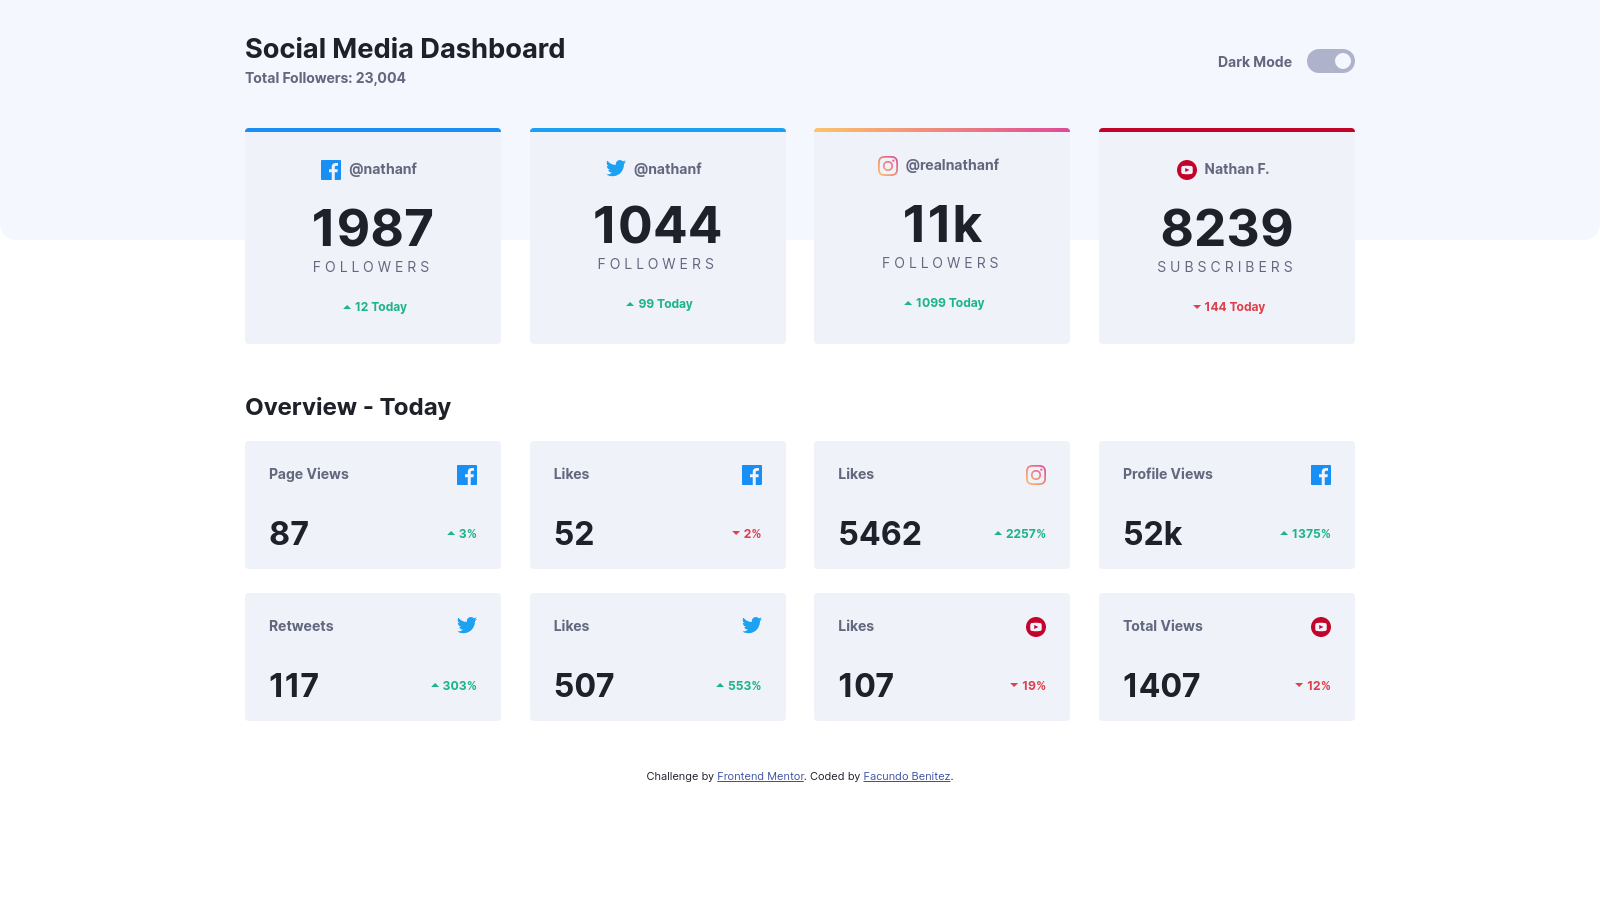 Social Media Dashboard
Total Followers: 23,004
Dark Mode
@nathanf
1987
FOLLOWERS
12 Today
@nathanf
1044
FOLLOWERS
99 Today
@realnathanf
11k
FOLLOWERS
1099 Today
Nathan F.
8239
SUBSCRIBERS
144 Today
Overview - Today
Page Views
87
3%
Likes
52
2%
Likes
5462
2257%
Profile Views
52k
1375%
Retweets
117
303%
Likes
507
553%
Likes
107
19%
Total Views
1407
12%
Challenge by Frontend Mentor. Coded by Facundo Benitez.